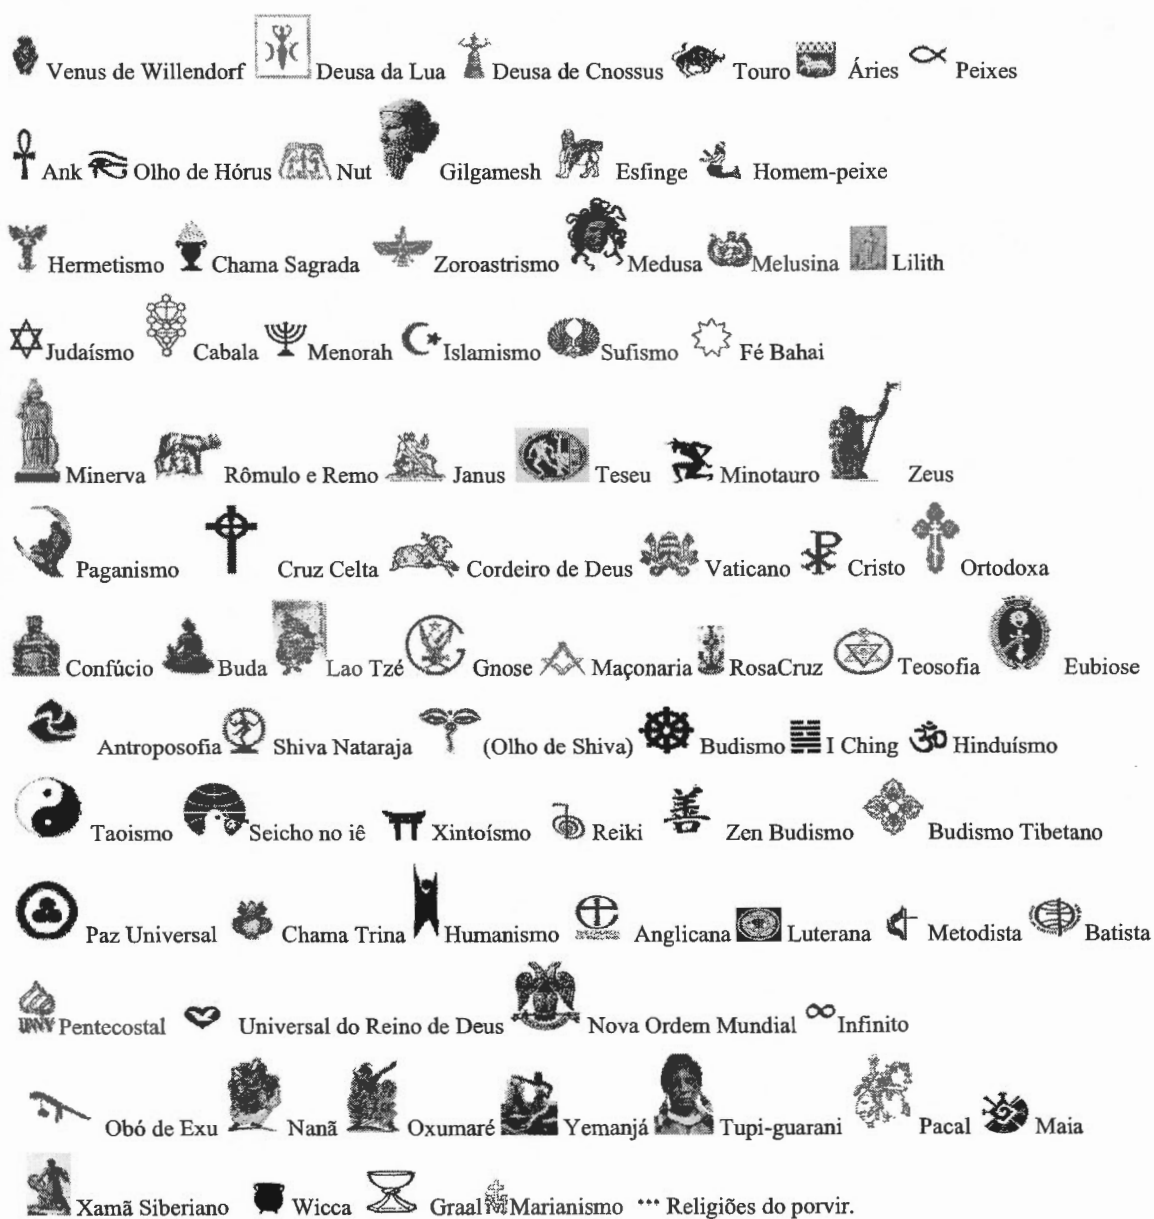 Venus de Willendorf Deusa da Lua Deusa de Cnossus Touro Áries Peixes
Ank Olho de Hórus Nut Gilgamesh Esfinge Homem-peixe
Hermetismo Chama Sagrada Zoroastrismo Medusa Melusina Lilith
Judaísmo Cabala Menorah Islamismo Sufismo Fé Bahai
Minerva Rômulo e Remo Janus Teseu Minotauro Zeus
Paganismo Cruz Celta Cordeiro de Deus Vaticano Cristo Ortodoxa
Confúcio Buda Lao Tzé Gnose Maçonaria RosaCruz Teosofia Eubiose
Antroposofia Shiva Nataraja (Olho de Shiva) Budismo I Ching Hinduísmo
Taoismo Seicho no iê Xintoísmo Reiki 善 Zen Budismo Budismo Tibetano
Paz Universal Chama Trina Humanismo Anglicana Luterana Metodista Batista
Pentecostal Universal do Reino de Deus Nova Ordem Mundial Infinito
Obó de Exu Nanã Oxumaré Yemanjá Tupi-guarani Pacal Maia
Xamã Siberiano Wicca Graal Marianismo ··· Religiões do porvir.